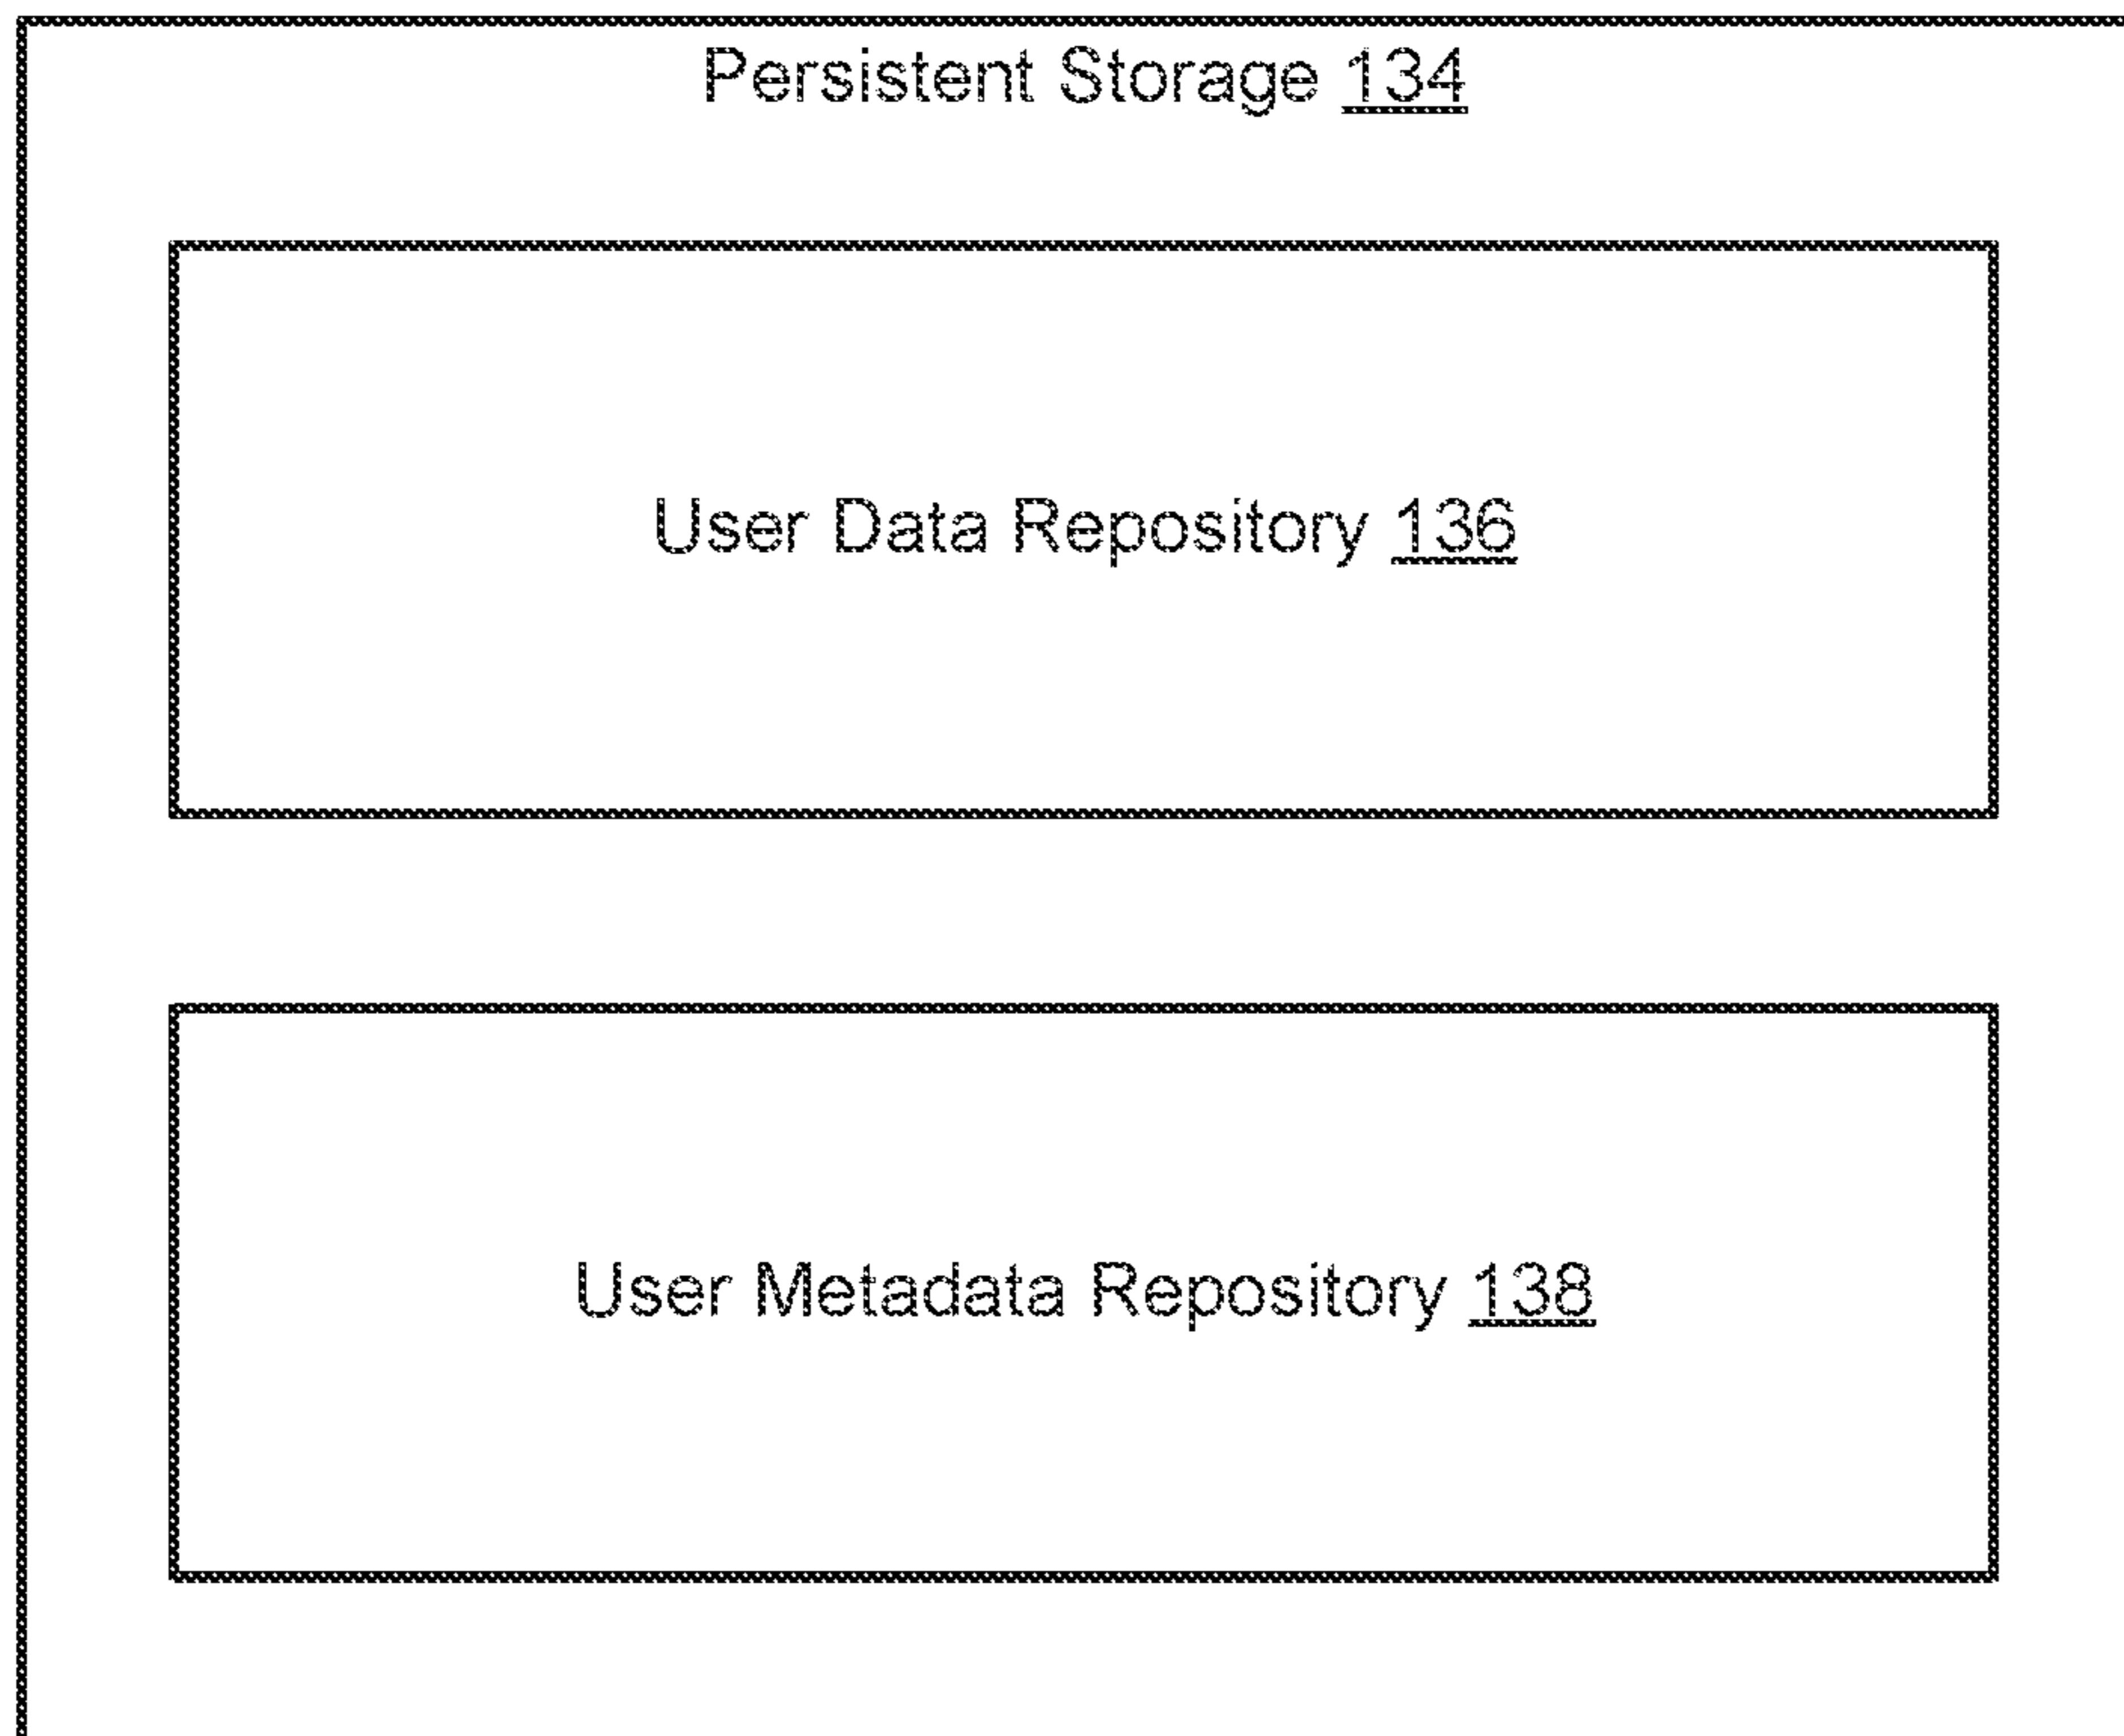 Persistent Storage 134
User Data Repository 136
User Metadata Repository 138